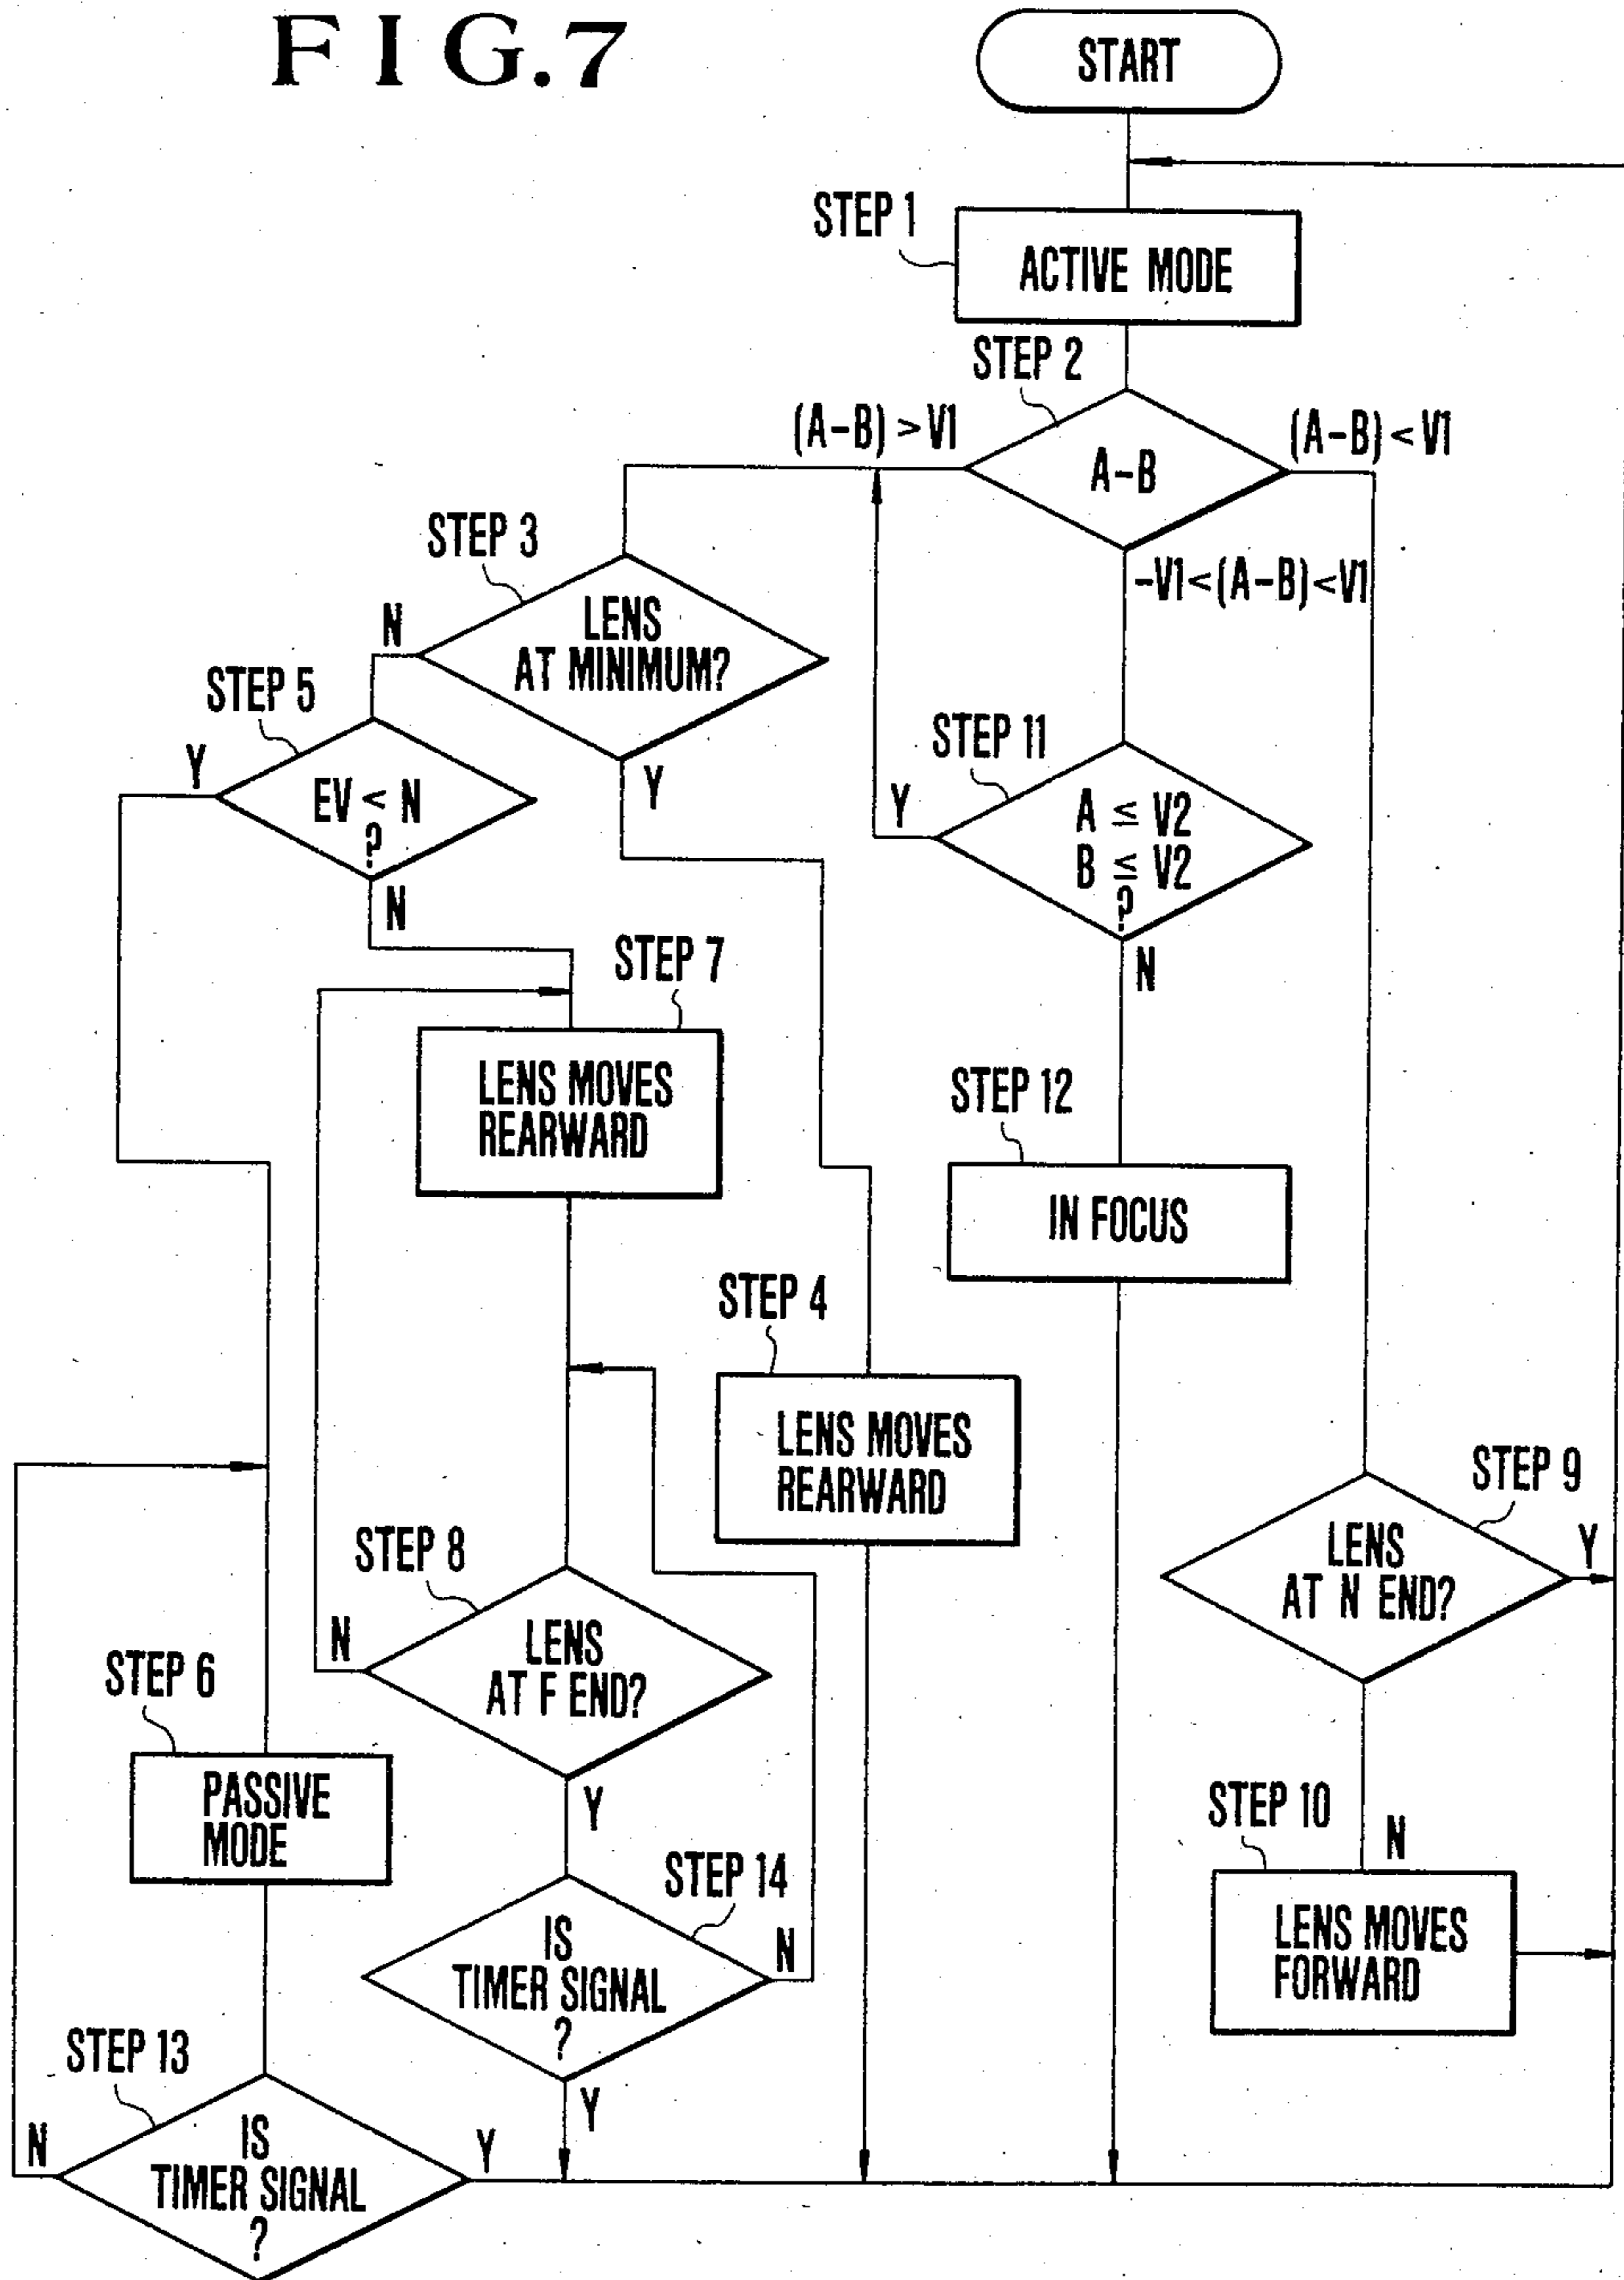 FIG.7
START
STEP 1
ACTIVE MODE
STEP 2
(A-B) > V1
(A-B) < V1
A-B
-V1<(A-B)<V1
STEP 3
LENS
AT MINIMUM?
N
Y
STEP 5
Y
EV < N
?
N
STEP 11
Y
A ≤ V2
B ≤ V2
?
N
STEP 7
LENS MOVES
REARWARD
STEP 12
IN FOCUS
STEP 4
LENS MOVES
REARWARD
STEP 9
LENS
AT N END?
Y
N
STEP 8
LENS
AT F END?
N
Y
STEP 6
PASSIVE
MODE
STEP 10
LENS MOVES
FORWARD
STEP 14
IS
TIMER SIGNAL
?
N
Y
STEP 13
IS
TIMER SIGNAL
?
N
Y